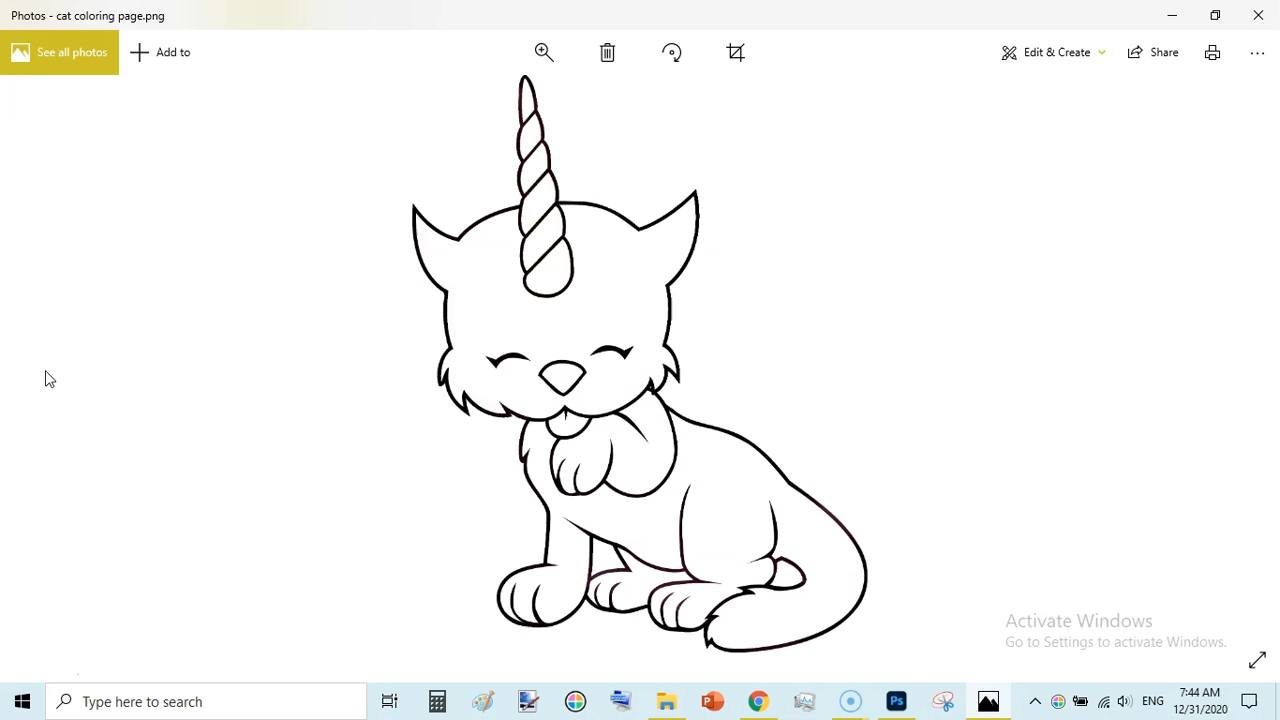 Photos - cat coloring page.png
See all photos
Add to
Edit & Create
Share
Activate Windows
Go to Settings to activate Windows.
Type here to search
ENG
7:44 AM
12/31/2020